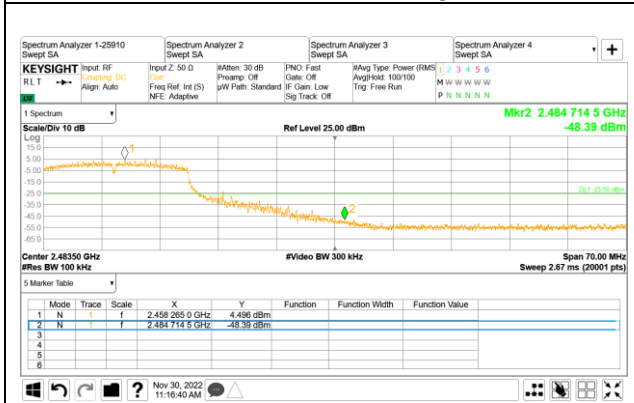 Spectrum Analyzer 1-25910 Swept SA
Spectrum Analyzer 2 Swept SA
Spectrum Analyzer 3 Swept SA
Spectrum Analyzer 4 Swept SA
KEYSIGHT
RLT
Input: RF
Coupling: DC
Align: Auto
Input Z: 50 Ω
Corr
Freq Ref: Int (S)
NFE: Adaptive
#Atten: 30 dB
Preamp: Off
µW Path: Standard
PNO: Fast
Gate: Off
IF Gain: Low
Sig Track: Off
#Avg Type: Power (RMS
Avg|Hold: 100/100
Trig: Free Run
1 2 3 4 5 6
M W W W W W
P N N N N N
1 Spectrum
Scale/Div 10 dB
Ref Level 25.00 dBm
Mkr2 2.484 714 5 GHz
-48.39 dBm
Log
15.0
5.00
-5.00
-15.0
-25.0
-35.0
-45.0
-55.0
-65.0
1
2
Center 2.48350 GHz
#Video BW 300 kHz
Span 70.00 MHz
#Res BW 100 kHz
Sweep 2.67 ms (20001 pts)
5 Marker Table
Mode Trace Scale X Y Function Function Width Function Value
1 N 1 f 2.458 265 0 GHz 4.496 dBm
2 N 1 f 2.484 714 5 GHz -48.39 dBm
3
4
5
6
?
Nov 30, 2022
11:16:40 AM